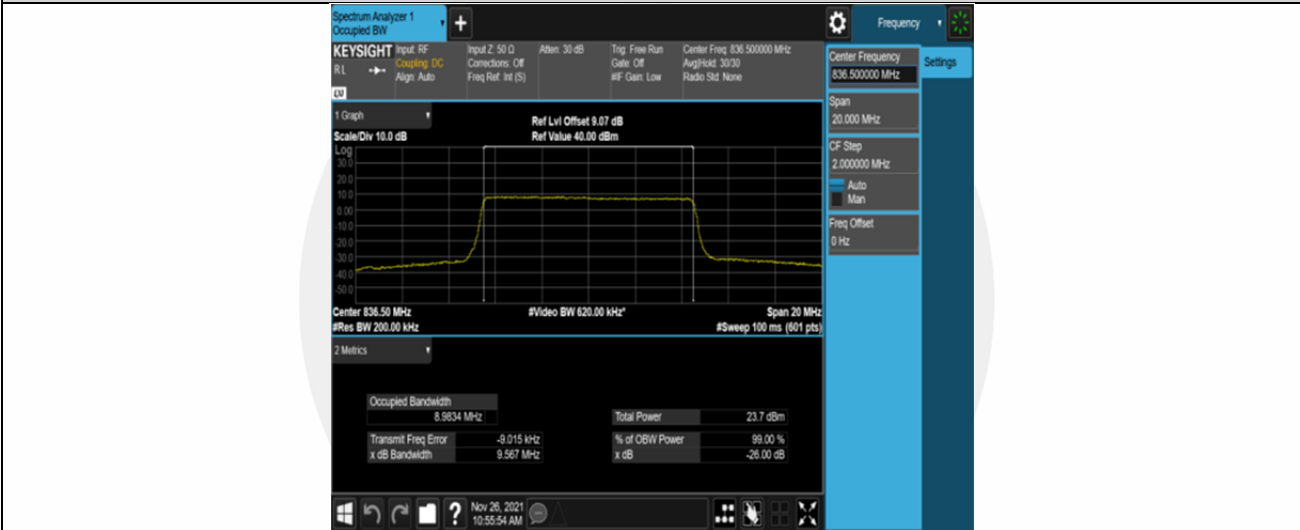 Spectrum Analyzer 1
Occupied BW
+
Frequency
KEYSIGHT
Input: RF
Coupling: DC
Align: Auto
Input Z: 50 Ω
Corrections: Off
Freq Ref: Int (S)
Atten: 30 dB
Trig: Free Run
Gate: Off
#IF Gain: Low
Center Freq: 836.500000 MHz
Avg|Hold: 30/30
Radio Std: None
R L
Center Frequency
836.500000 MHz
Settings
Span
20.000 MHz
CF Step
2.000000 MHz
Auto
Man
Freq Offset
0 Hz
1 Graph
Scale/Div 10.0 dB
Ref Lvl Offset 9.07 dB
Ref Value 40.00 dBm
Log
30.0
20.0
10.0
0.00
-10.0
-20.0
-30.0
-40.0
-50.0
Center 836.50 MHz
#Res BW 200.00 kHz
#Video BW 620.00 kHz*
Span 20 MHz
#Sweep 100 ms (601 pts)
2 Metrics
Occupied Bandwidth
8.9834 MHz
Total Power 23.7 dBm
Transmit Freq Error -9.015 kHz
% of OBW Power 99.00 %
x dB Bandwidth 9.567 MHz
x dB -26.00 dB
?
Nov 26, 2021
10:55:54 AM